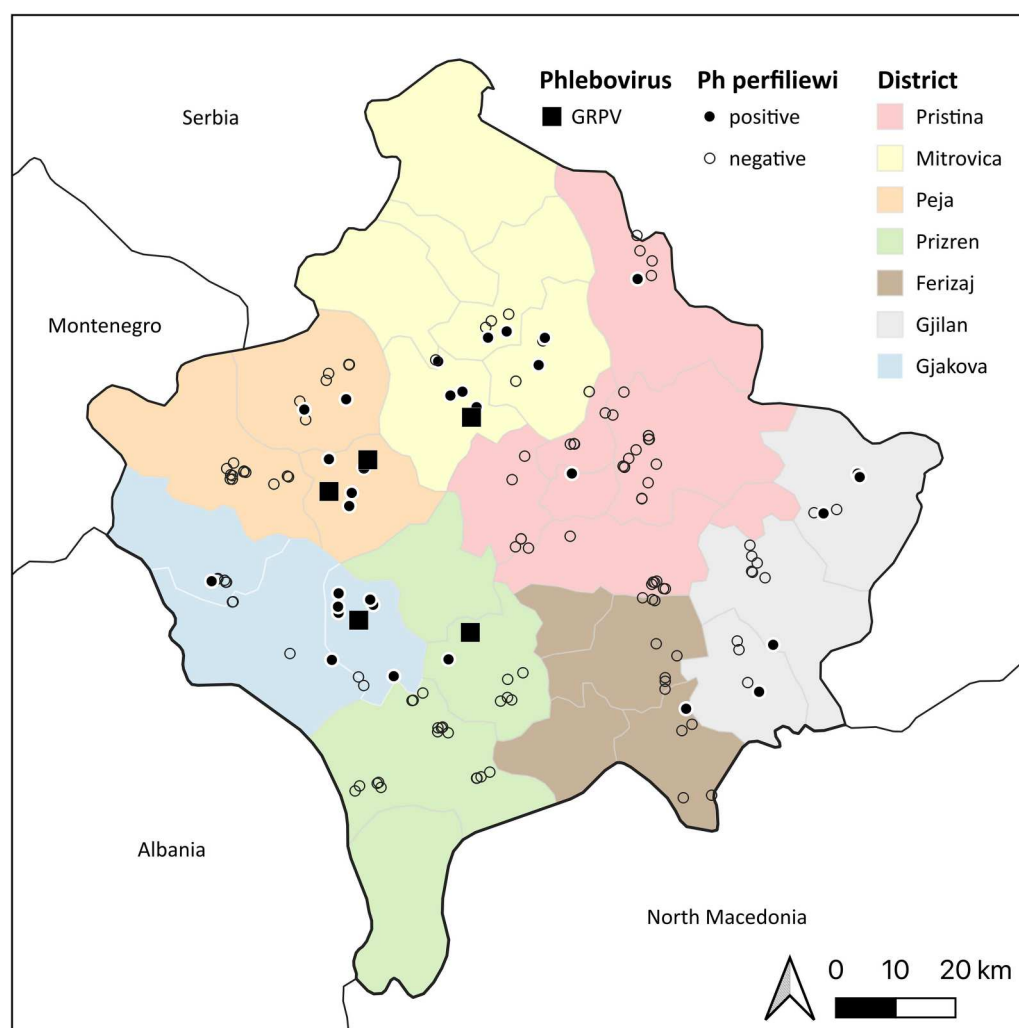 Phlebovirus
GRPV
Ph perfiliewi
positive
negative
District
Pristina
Mitrovica
Peja
Prizren
Ferizaj
Gjilan
Gjakova
Serbia
Montenegro
Albania
North Macedonia
0 10 20 km